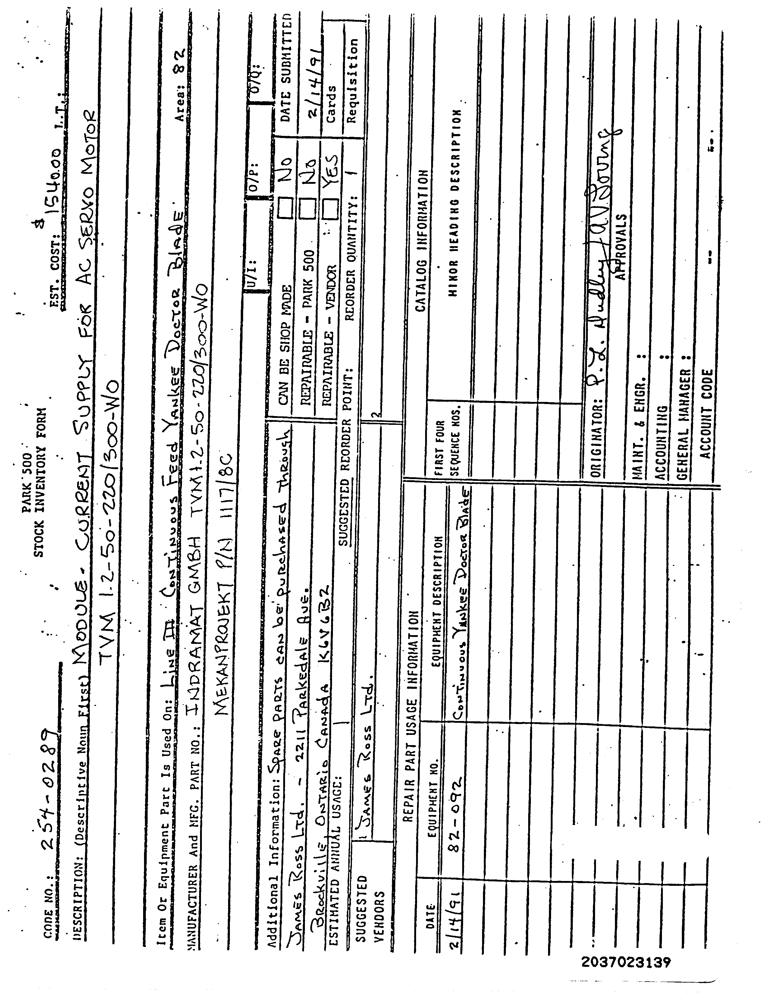 PARK 500
STOCK INVENTORY FORM
CODE NO.: 254-0289
EST. COST: $ 1540.00 L.T.:
DESCRIPTION: (Descriptive Noun First) MODULE - CURRENT SUPPLY FOR AC SERVO MOTOR
TVM 1.2-50-220/300-WO
Item Or Equipment Part Is Used On: LINE III CONTINUOUS FEED YANKEE DOCTOR BLADE Area: 82
MANUFACTURER And MFG. PART NO.: INDRAMAT GMBH TVM1.2-50-220/300-WO
MEKANPROJEKT P/N 1117/8C
U/I: O/P: O/Q:
Additional Information: SPARE PARTS CAN BE purchased through
JAMES ROSS LTD. - 2211 PARKEDALE AVE.
BROCKVILLE, ONTARIO CANADA K6V6B2
CAN BE SHOP MADE NO
REPAIRABLE - PARK 500 NO
REPAIRABLE - VENDOR YES
DATE SUBMITTED
2/14/91
Cards
Requisition
ESTIMATED ANNUAL USAGE: 1 SUGGESTED REORDER POINT: REORDER QUANTITY: 1
SUGGESTED VENDORS
1 JAMES ROSS LTD. 2
REPAIR PART USAGE INFORMATION
CATALOG INFORMATION
DATE EQUIPMENT NO. EQUIPMENT DESCRIPTION
FIRST FOUR SEQUENCE NOS. MINOR HEADING DESCRIPTION
2/14/91 82-092 CONTINUOUS YANKEE DOCTOR BLADE
ORIGINATOR: P.L. Dudley /
APPROVALS
MAINT. & ENGR. :
ACCOUNTING :
GENERAL MANAGER :
ACCOUNT CODE -- --
2037023139